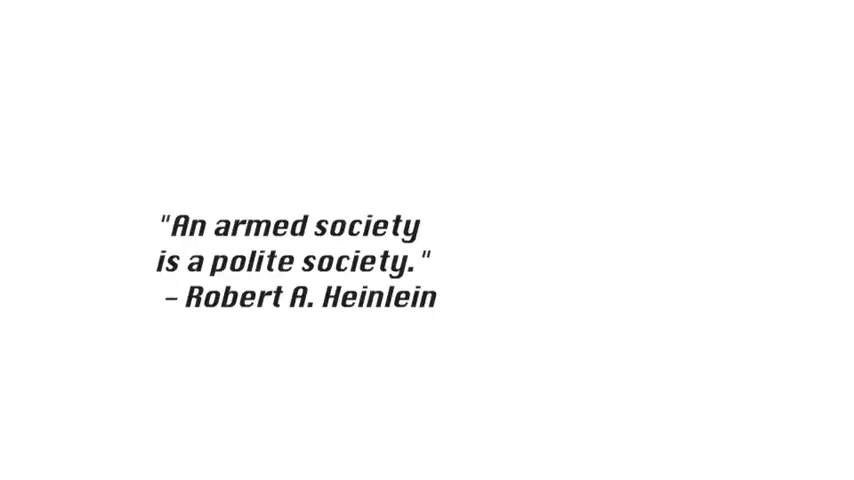 "An armed society
is a polite society."
– Robert A. Heinlein